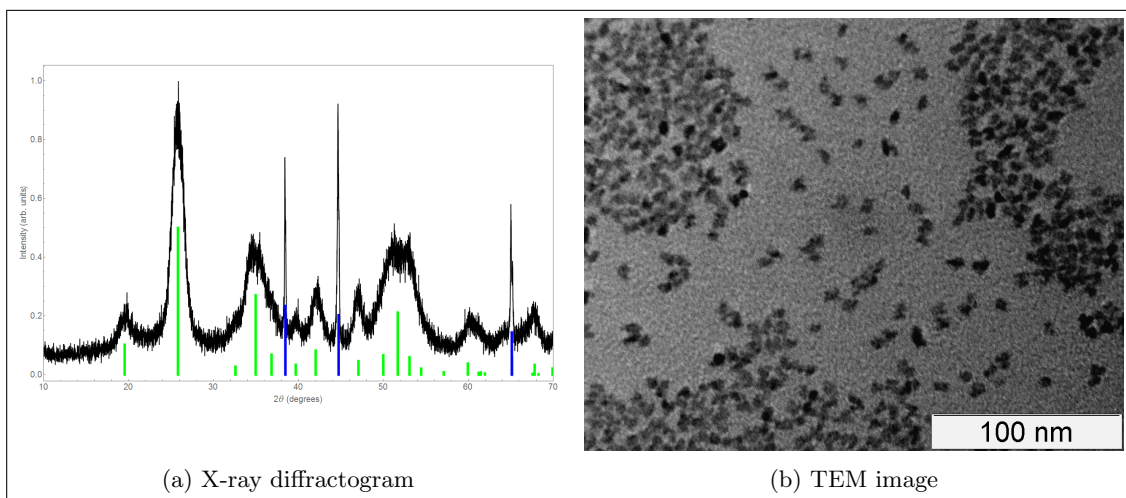 1.0
0.8
0.6
0.4
0.2
0.0
Intensity (arb. units)
10 20 30 40 50 60 70
2θ (degrees)
100 nm
(a) X-ray diffractogram (b) TEM image